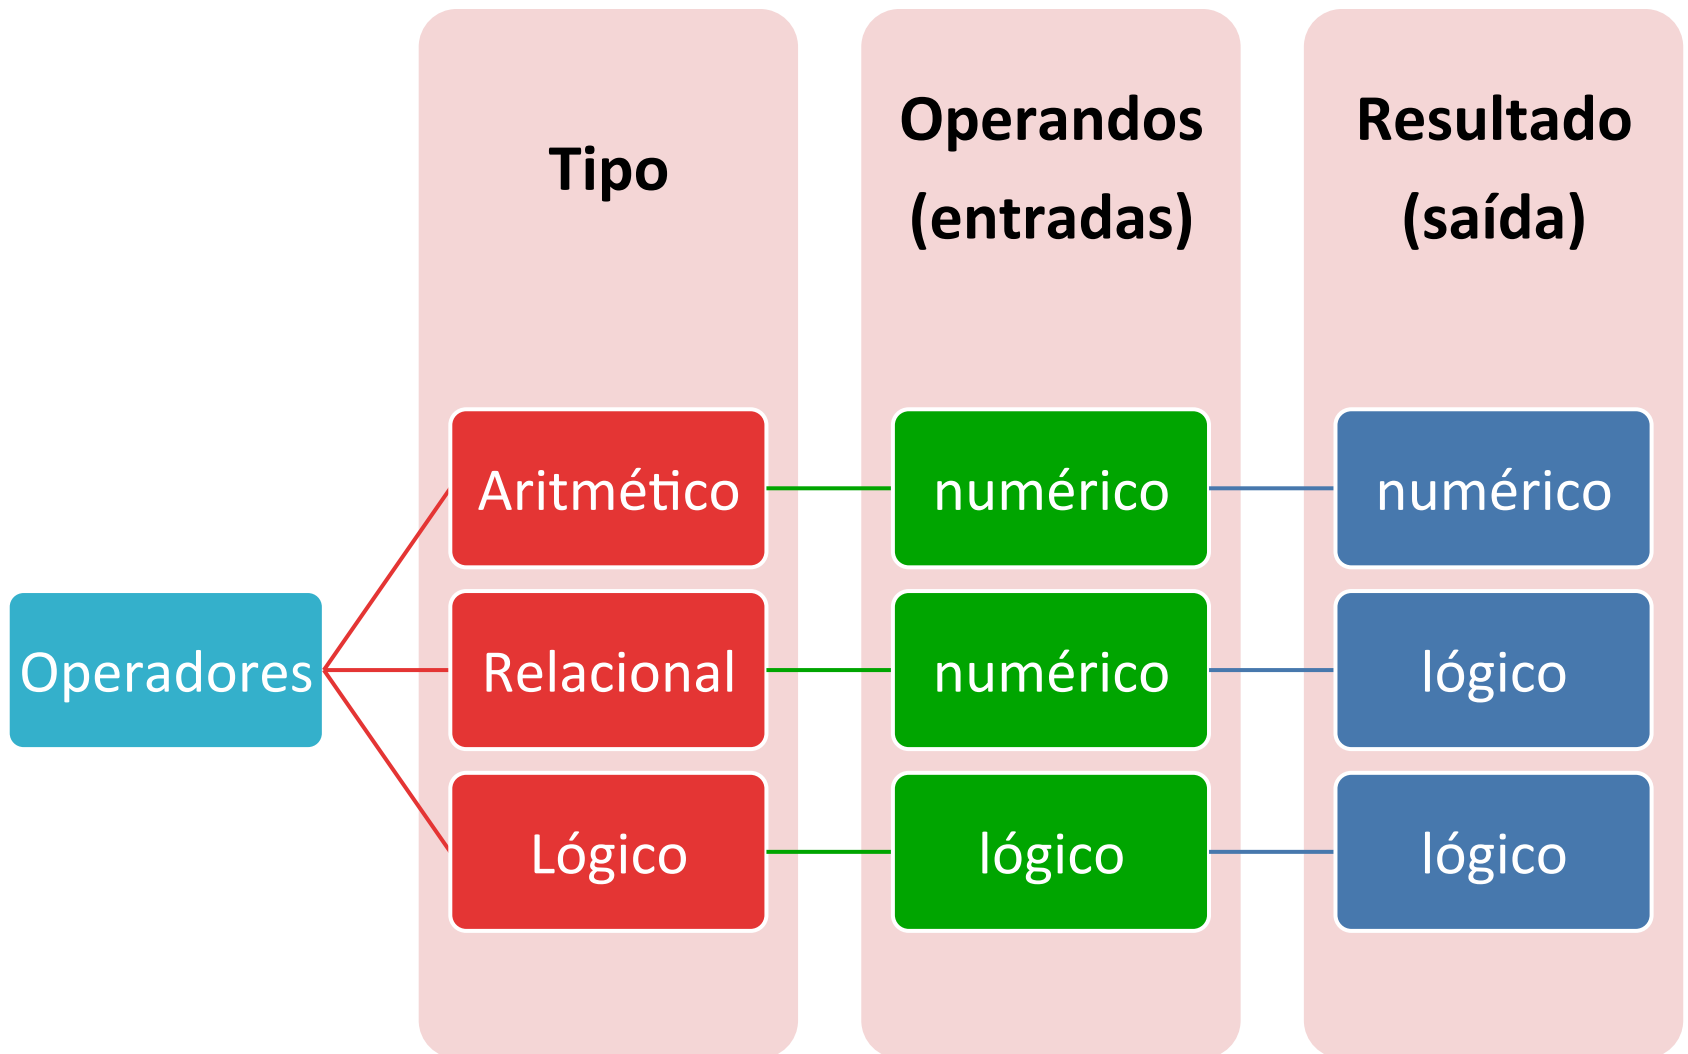 Tipo
Operandos
(entradas)
Resultado
(saída)
Operadores
Aritmético
numérico
numérico
Relacional
numérico
lógico
Lógico
lógico
lógico